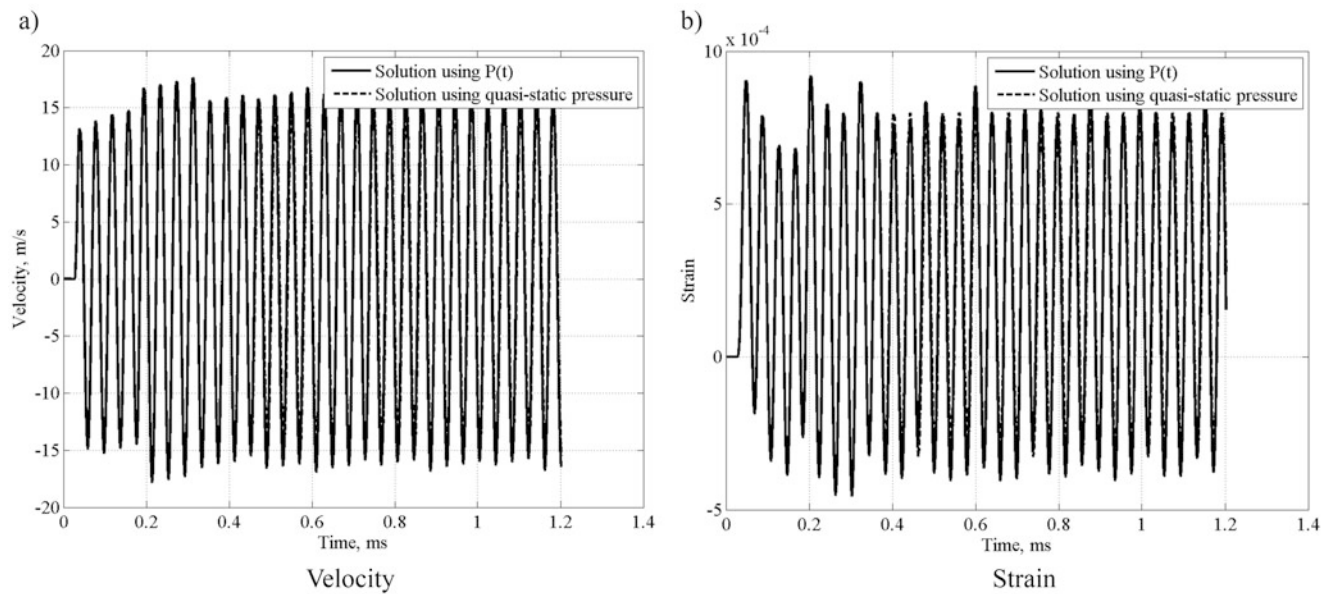 a)
20
15
10
5
0
-5
-10
-15
-20
Velocity, m/s
Solution using P(t)
Solution using quasi-static pressure
0 0.2 0.4 0.6 0.8 1 1.2 1.4
Time, ms
Velocity
b)
x 10-4
10
5
0
-5
Strain
Solution using P(t)
Solution using quasi-static pressure
0 0.2 0.4 0.6 0.8 1 1.2 1.4
Time, ms
Strain